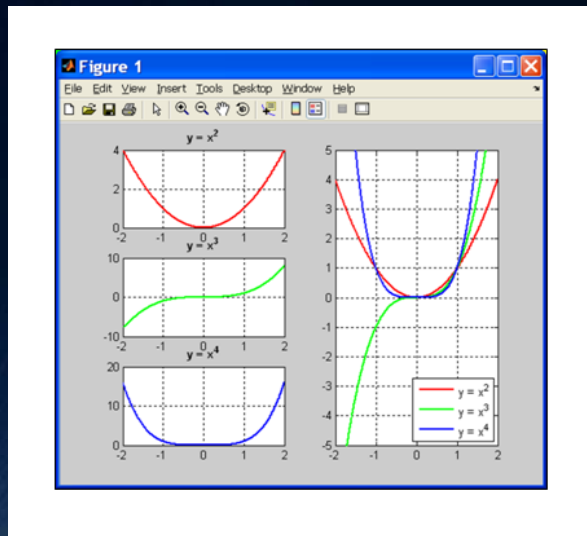 Figure 1
File Edit View Insert Tools Desktop Window Help
y = x²
4
2
0
-2 -1 0 1 2
y = x³
10
0
-10
-2 -1 0 1 2
y = x⁴
20
10
0
-2 -1 0 1 2
5
4
3
2
1
0
-1
-2
-3
-4
-5
-2 -1 0 1 2
y = x²
y = x³
y = x⁴